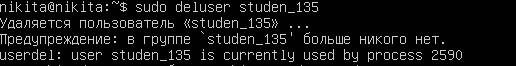 nikita@nikita:~$ sudo deluser studen_135
Удаляется пользователь «studen_135» ...
Предупреждение: в группе `studen_135' больше никого нет.
userdel: user studen_135 is currently used by process 2590